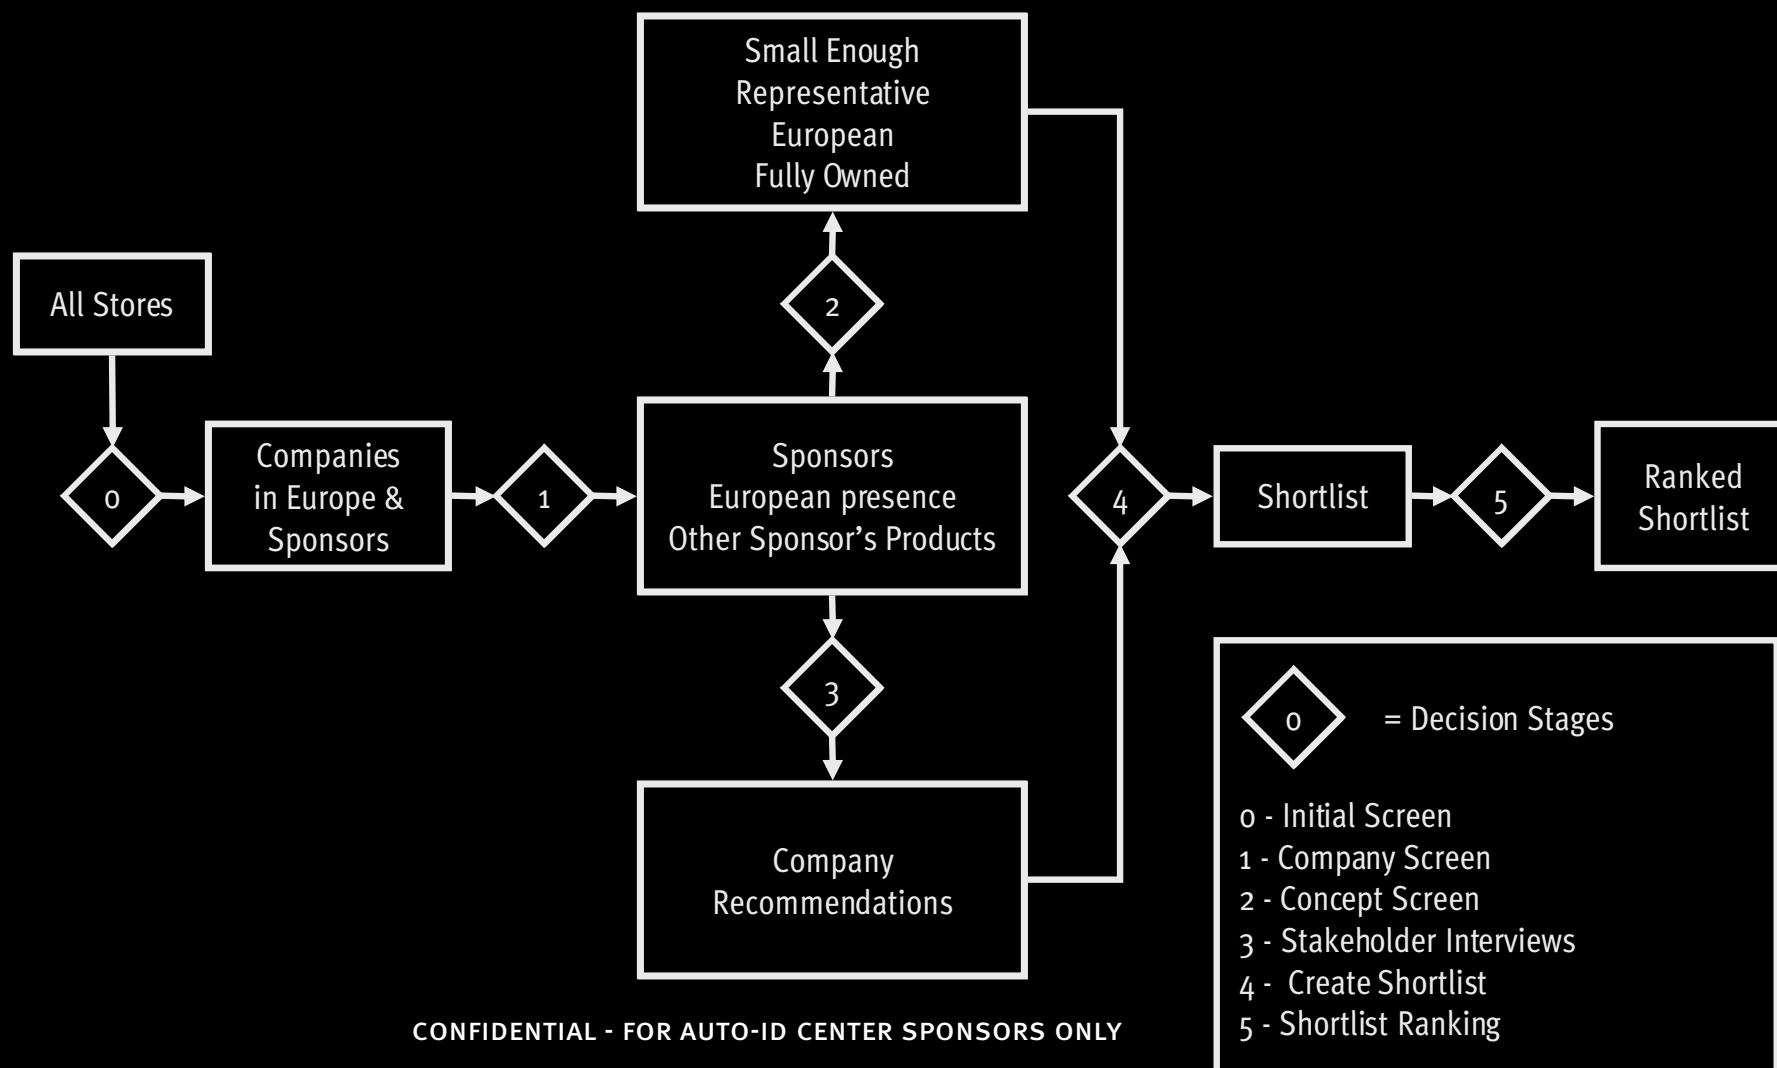 Small Enough
Representative
European
Fully Owned
All Stores
2
0
Companies
in Europe &
Sponsors
1
Sponsors
European presence
Other Sponsor's Products
4
Shortlist
5
Ranked
Shortlist
3
Company
Recommendations
0
= Decision Stages
0 - Initial Screen
1 - Company Screen
2 - Concept Screen
3 - Stakeholder Interviews
4 - Create Shortlist
5 - Shortlist Ranking
CONFIDENTIAL - FOR AUTO-ID CENTER SPONSORS ONLY